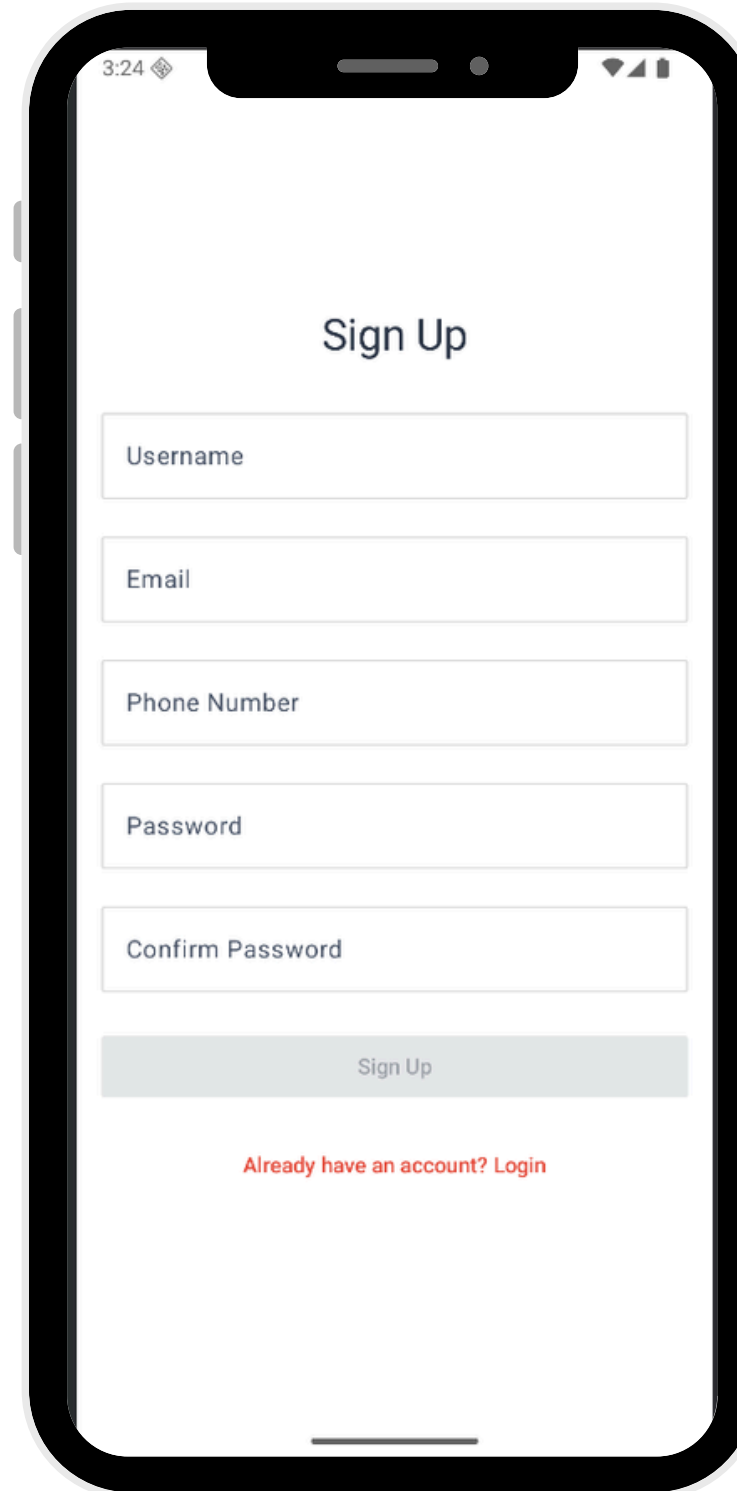 3:24
Sign Up
Username
Email
Phone Number
Password
Confirm Password
Sign Up
Already have an account? Login